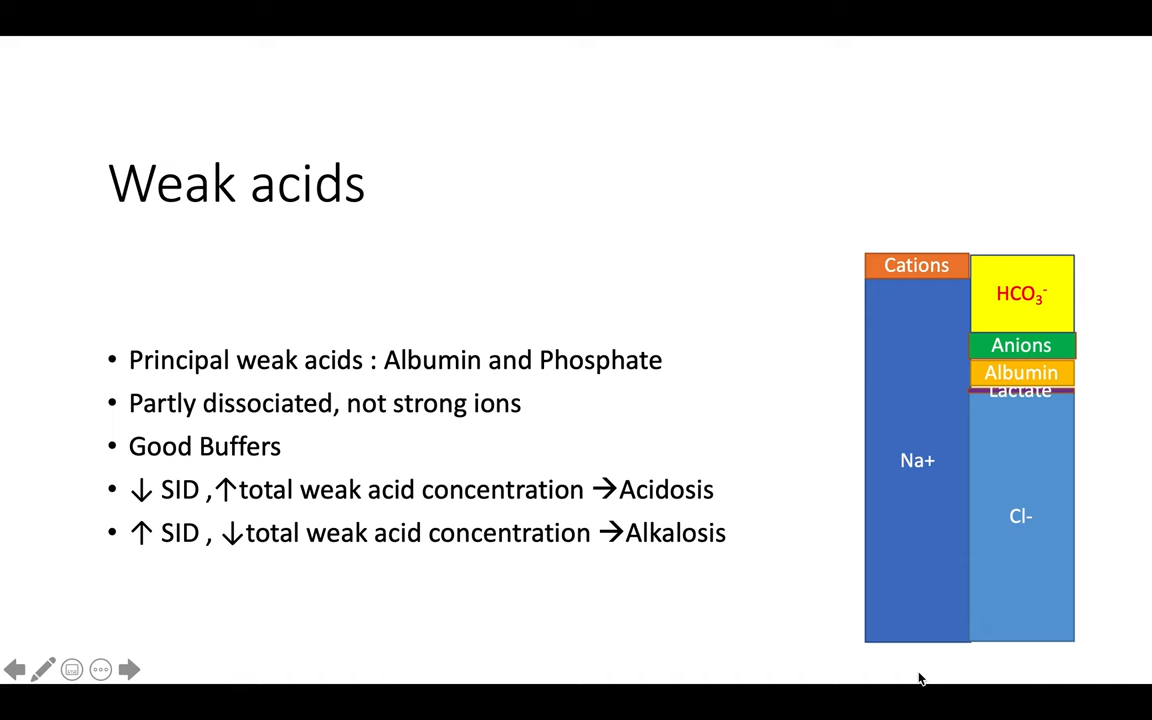 Weak acids
• Principal weak acids : Albumin and Phosphate
• Partly dissociated, not strong ions
• Good Buffers
• ↓ SID ,↑total weak acid concentration →Acidosis
• ↑ SID , ↓total weak acid concentration →Alkalosis
Cations
HCO₃⁻
Anions
Albumin
Lactate
Na+
Cl-